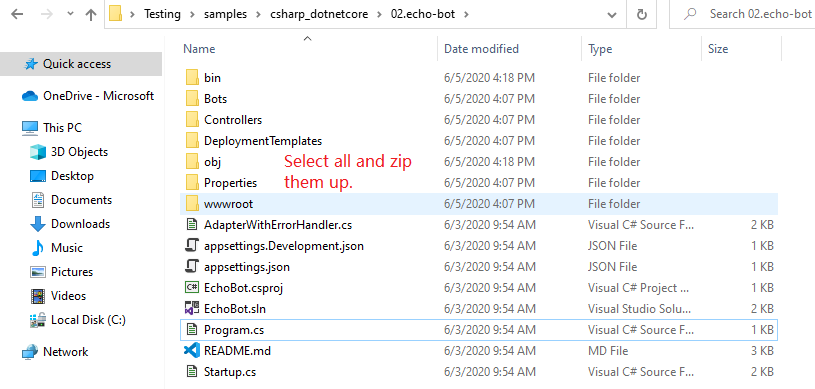 Testing > samples > csharp_dotnetcore > 02.echo-bot
Search 02.echo-bot
Name Date modified Type Size
Quick access
OneDrive - Microsoft
This PC
3D Objects
Desktop
Documents
Downloads
Music
Pictures
Videos
Local Disk (C:)
Network
bin 6/5/2020 4:18 PM File folder
Bots 6/5/2020 4:07 PM File folder
Controllers 6/5/2020 4:07 PM File folder
DeploymentTemplates 6/5/2020 4:07 PM File folder
obj 6/5/2020 4:18 PM File folder
Properties 6/5/2020 4:07 PM File folder
wwwroot 6/5/2020 4:07 PM File folder
Select all and zip
them up.
AdapterWithErrorHandler.cs 6/3/2020 9:54 AM Visual C# Source F... 2 KB
appsettings.Development.json 6/3/2020 9:54 AM JSON File 1 KB
appsettings.json 6/3/2020 9:54 AM JSON File 1 KB
EchoBot.csproj 6/3/2020 9:54 AM Visual C# Project ... 1 KB
EchoBot.sln 6/3/2020 9:54 AM Visual Studio Solu... 2 KB
Program.cs 6/3/2020 9:54 AM Visual C# Source F... 1 KB
README.md 6/3/2020 9:54 AM MD File 3 KB
Startup.cs 6/3/2020 9:54 AM Visual C# Source F... 2 KB